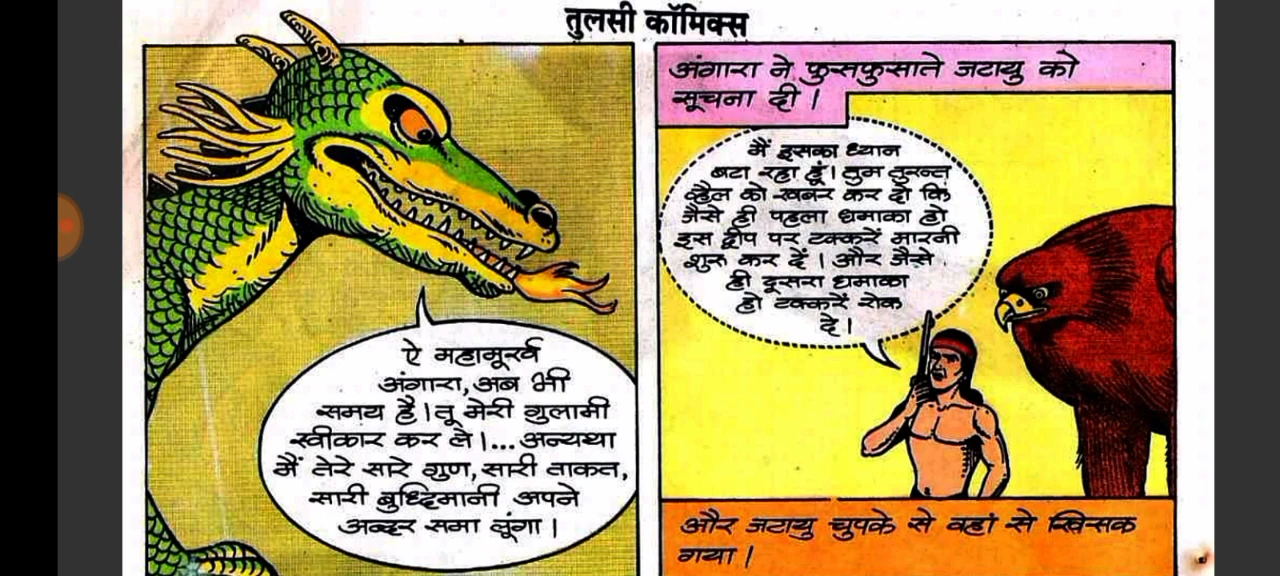 तुलसी कॉमिक्स
ऐ महामूर्ख
अंगारा, अब भी
समय है। तू मेरी गुलामी
स्वीकार कर ले।... अन्यथा
मैं तेरे सारे गुण, सारी ताकत,
सारी बुध्दिमानी अपने
अन्दर समा लूंगा।
अंगारा ने फुसफुसाते जटायु को
सूचना दी।
मैं इसका ध्यान
बटा रहा हूं। तुम तुरन्त
व्हैल को खबर कर दो कि
जैसे ही पहला धमाका हो
इस द्वीप पर टक्करें मारनी
शुरू कर दें। और जैसे
ही दूसरा धमाका
हो टक्करें रोक
दे।
और जटायु चुपके से वहां से खिसक
गया।